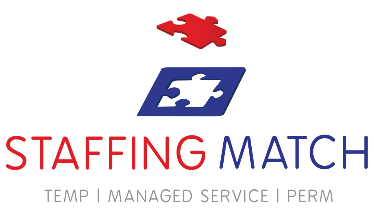 STAFFING MATCH
TEMP | MANAGED SERVICE | PERM